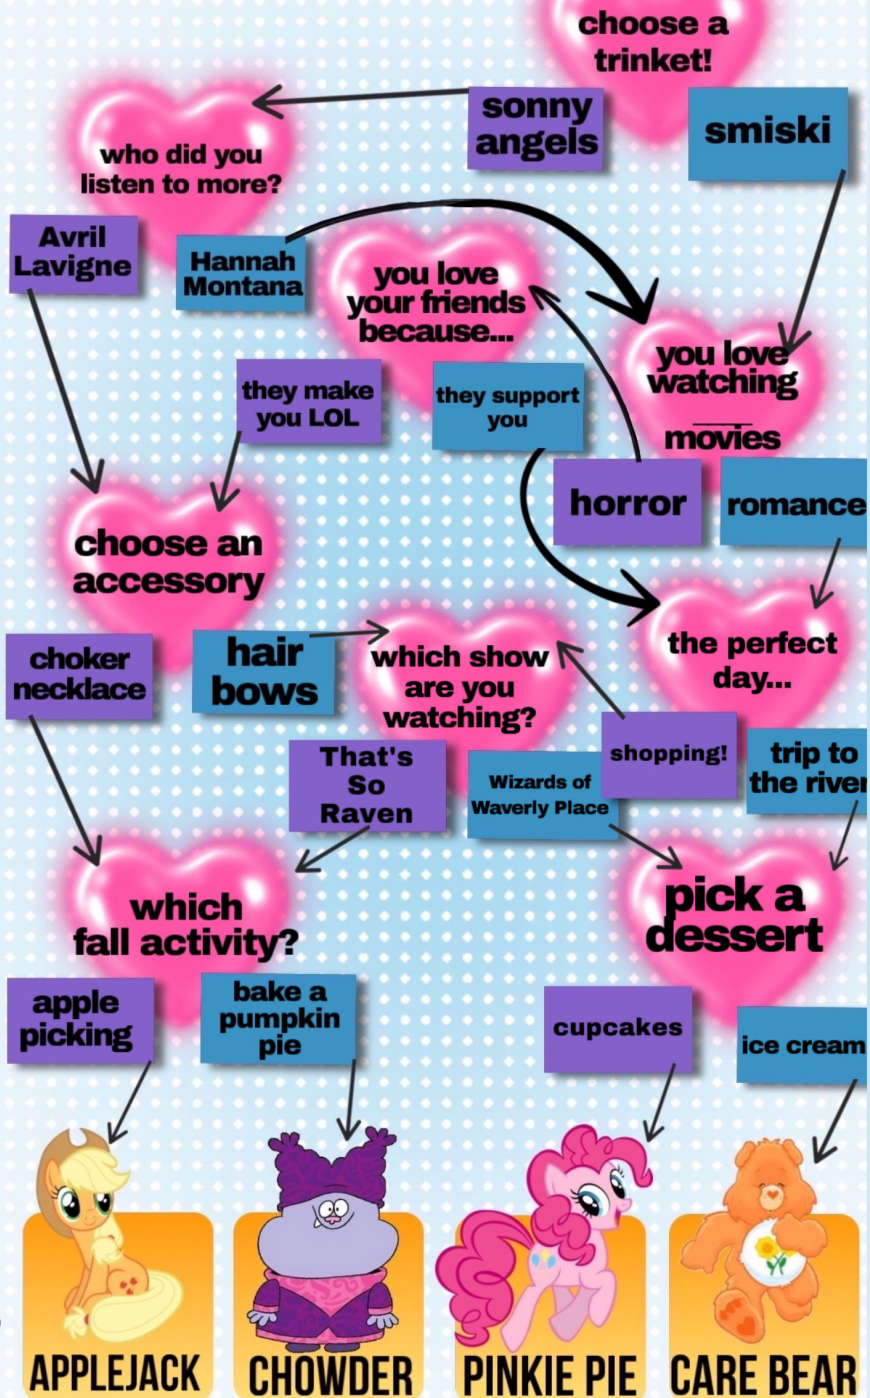 choose a
trinket!
sonny
angels
smiski
who did you
listen to more?
Avril
Lavigne
Hannah
Montana
you love
your friends
because...
you love
watching
____
movies
they make
you LOL
they support
you
horror
romance
choose an
accessory
choker
necklace
hair
bows
which show
are you
watching?
the perfect
day...
That's
So
Raven
Wizards of
Waverly Place
shopping!
trip to
the river
which
fall activity?
pick a
dessert
apple
picking
bake a
pumpkin
pie
cupcakes
ice cream
APPLEJACK
CHOWDER
PINKIE PIE
CARE BEAR